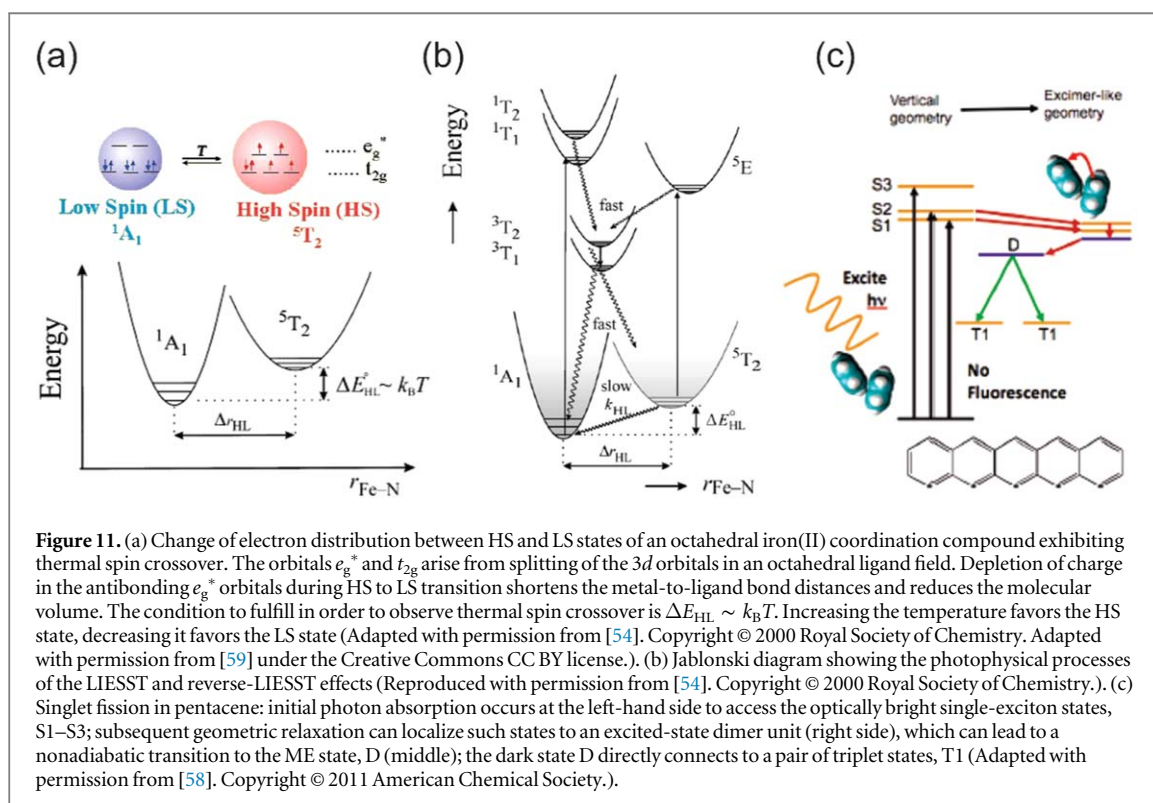 (a)
T
e_g*
t_2g
Low Spin (LS)
High Spin (HS)
¹A₁
⁵T₂
Energy
¹A₁
⁵T₂
ΔE°_HL ~ k_BT
Δr_HL
r_Fe–N
(b)
Energy
¹T₂
¹T₁
⁵E
fast
³T₂
³T₁
fast
¹A₁
⁵T₂
slow
k_HL
ΔE°_HL
Δr_HL
r_Fe–N
(c)
Vertical geometry
Excimer-like geometry
S3
S2
S1
D
Excite
hν
T1
T1
No
Fluorescence
Figure 11. (a) Change of electron distribution between HS and LS states of an octahedral iron(II) coordination compound exhibiting
thermal spin crossover. The orbitals e_g* and t_2g arise from splitting of the 3d orbitals in an octahedral ligand field. Depletion of charge
in the antibonding e_g* orbitals during HS to LS transition shortens the metal-to-ligand bond distances and reduces the molecular
volume. The condition to fulfill in order to observe thermal spin crossover is ΔE_HL ~ k_BT. Increasing the temperature favors the HS
state, decreasing it favors the LS state (Adapted with permission from [54]. Copyright © 2000 Royal Society of Chemistry. Adapted
with permission from [59] under the Creative Commons CC BY license.). (b) Jablonski diagram showing the photophysical processes
of the LIESST and reverse-LIESST effects (Reproduced with permission from [54]. Copyright © 2000 Royal Society of Chemistry.). (c)
Singlet fission in pentacene: initial photon absorption occurs at the left-hand side to access the optically bright single-exciton states,
S1–S3; subsequent geometric relaxation can localize such states to an excited-state dimer unit (right side), which can lead to a
nonadiabatic transition to the ME state, D (middle); the dark state D directly connects to a pair of triplet states, T1 (Adapted with
permission from [58]. Copyright © 2011 American Chemical Society.).